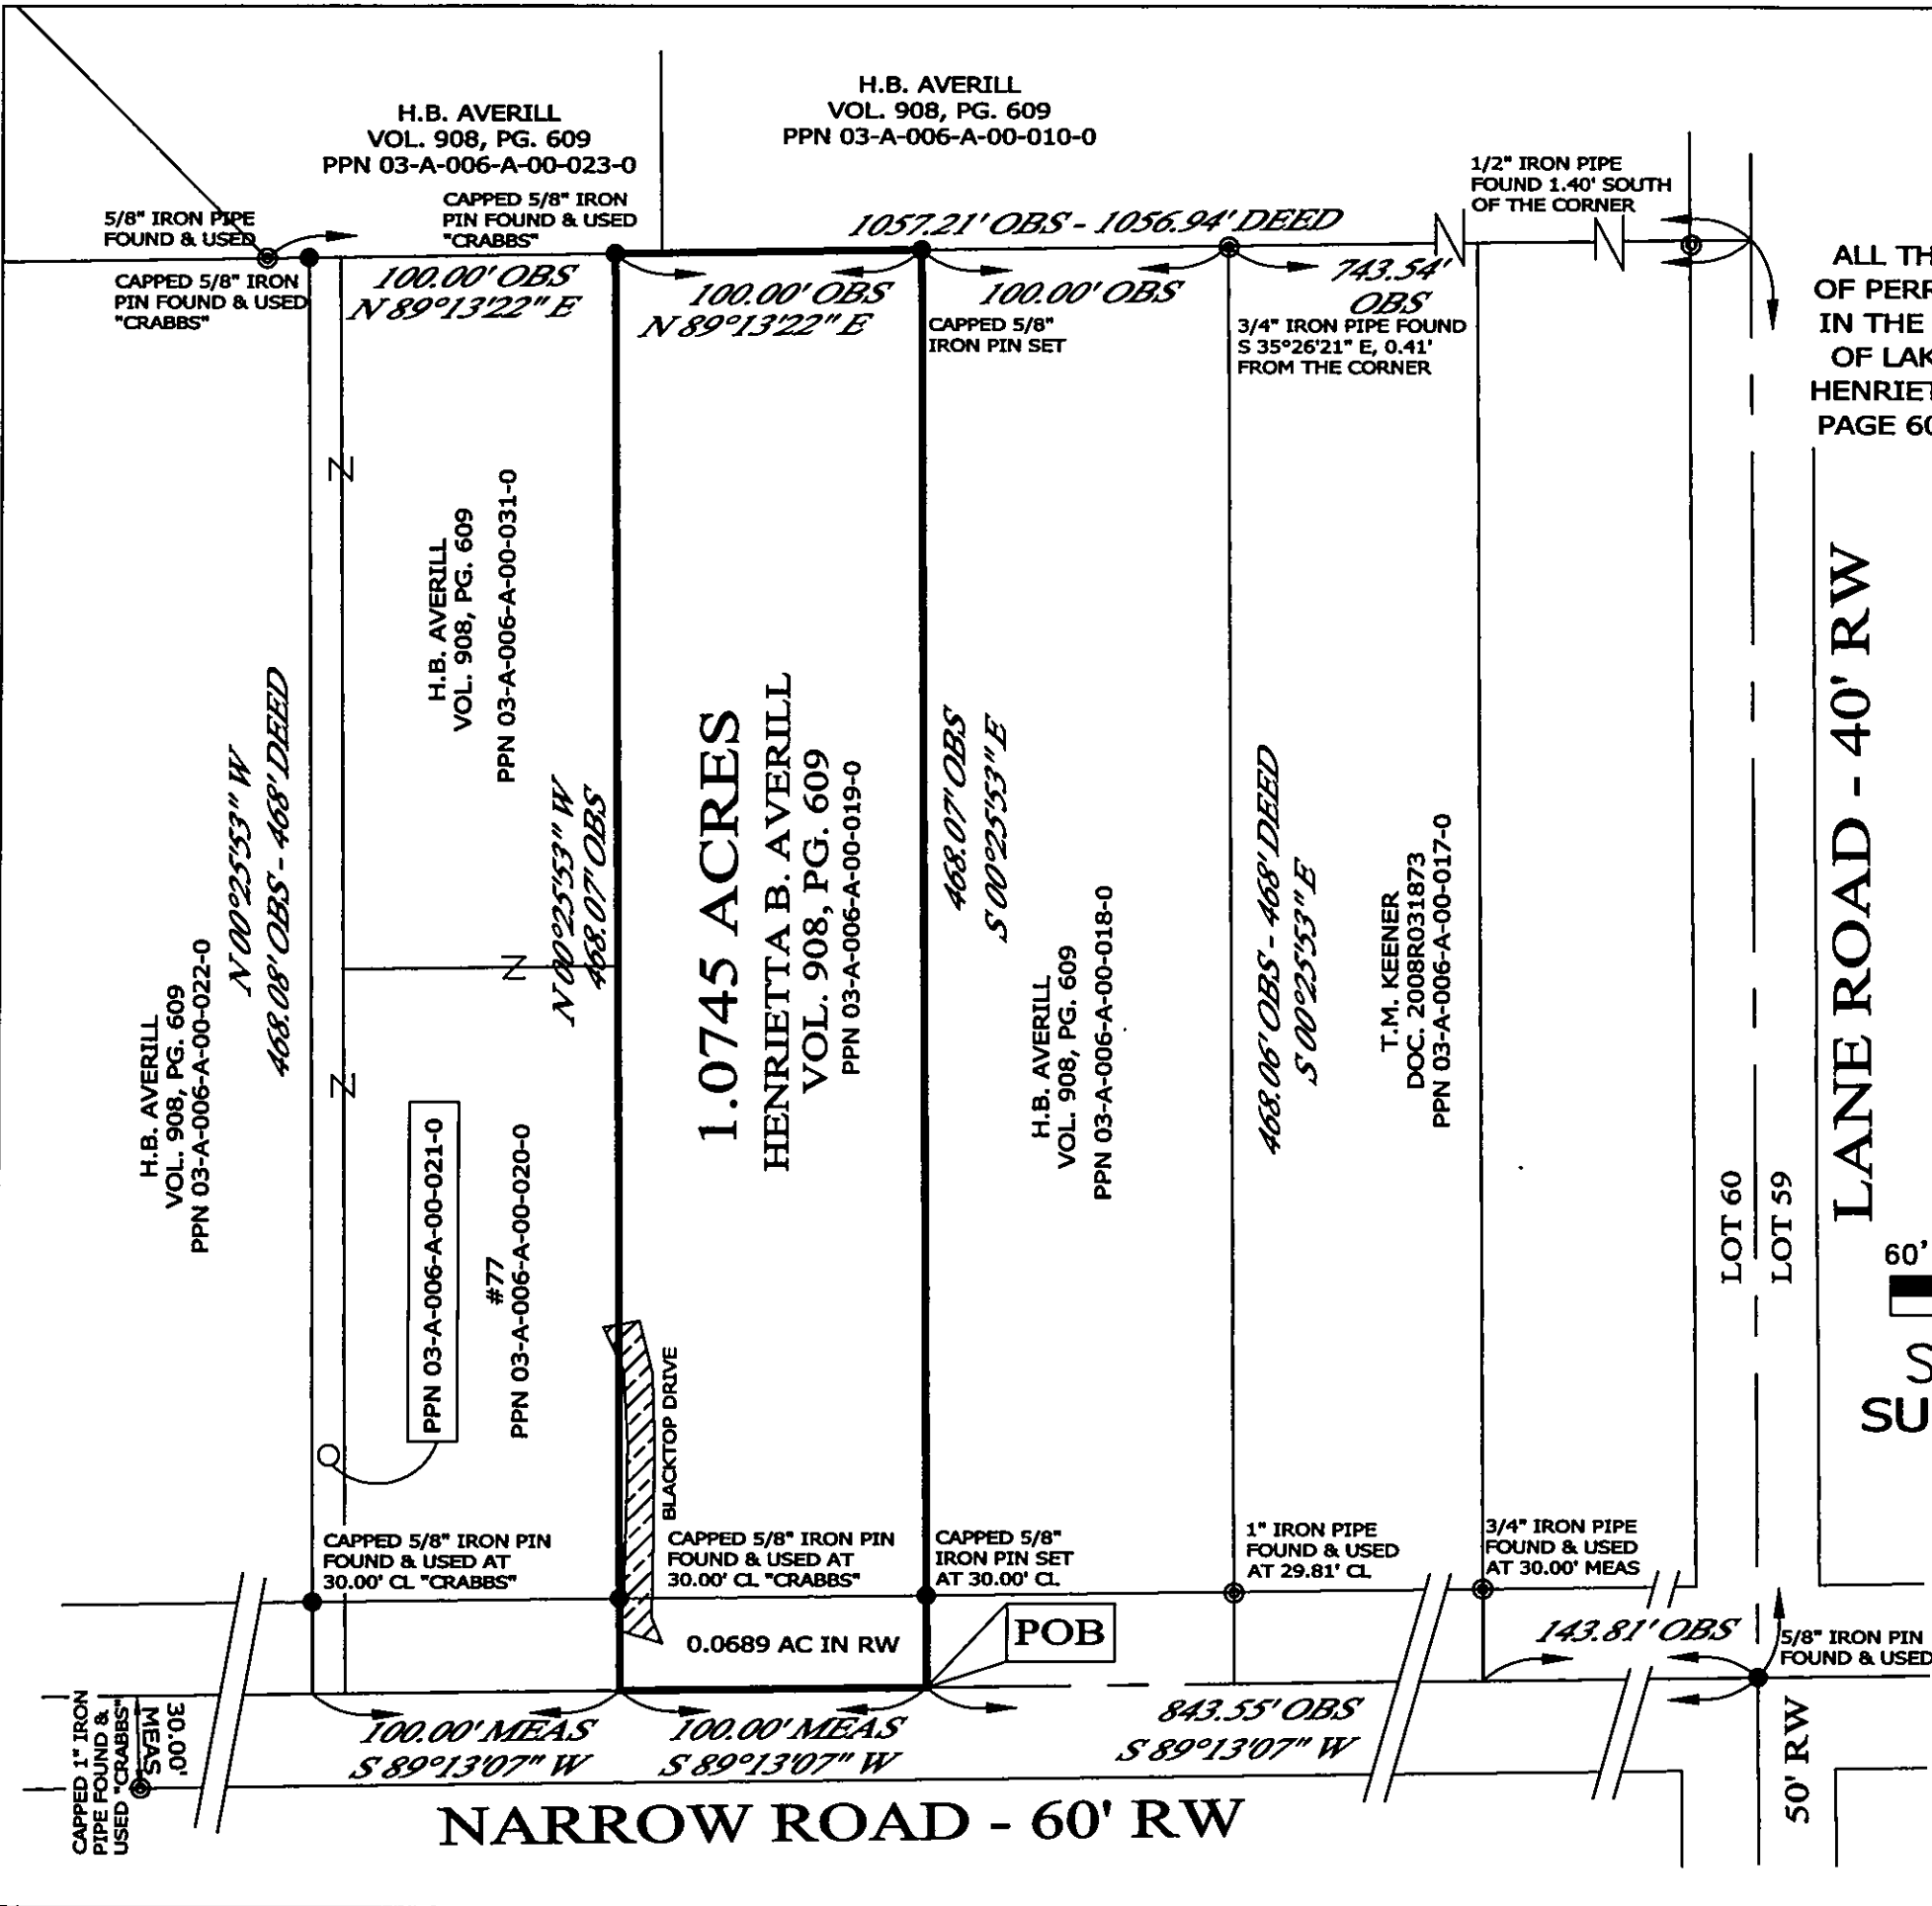 H.B. AVERILL
VOL. 908, PG. 609
PPN 03-A-006-A-00-023-0
H.B. AVERILL
VOL. 908, PG. 609
PPN 03-A-006-A-00-010-0
1/2" IRON PIPE
FOUND 1.40' SOUTH
OF THE CORNER
5/8" IRON PIPE
FOUND & USED
CAPPED 5/8" IRON
PIN FOUND & USED
"CRABBS"
1057.21' OBS - 1056.94' DEED
CAPPED 5/8" IRON
PIN FOUND & USED
"CRABBS"
100.00' OBS
N 89°13'22" E
100.00' OBS
N 89°13'22" E
100.00' OBS
743.54'
OBS
CAPPED 5/8"
IRON PIN SET
3/4" IRON PIPE FOUND
S 35°26'21" E, 0.41'
FROM THE CORNER
ALL TH
OF PERR
IN THE
OF LAK
HENRIET
PAGE 60
H.B. AVERILL
VOL. 908, PG. 609
PPN 03-A-006-A-00-022-0
N 00°25'53" W
468.08' OBS - 468' DEED
H.B. AVERILL
VOL. 908, PG. 609
PPN 03-A-006-A-00-031-0
N 00°25'53" W
468.07' OBS
1.0745 ACRES
HENRIETTA B. AVERILL
VOL. 908, PG. 609
PPN 03-A-006-A-00-019-0
468.07' OBS
S 00°25'53" E
H.B. AVERILL
VOL. 908, PG. 609
PPN 03-A-006-A-00-018-0
468.06' OBS - 468' DEED
S 00°25'53" E
T.M. KEENER
DOC. 2008R031873
PPN 03-A-006-A-00-017-0
LOT 60
LOT 59
LANE ROAD - 40' RW
60'
S
SU
PPN 03-A-006-A-00-021-0
#77
PPN 03-A-006-A-00-020-0
BLACKTOP DRIVE
CAPPED 5/8" IRON PIN
FOUND & USED AT
30.00' CL "CRABBS"
CAPPED 5/8" IRON PIN
FOUND & USED AT
30.00' CL "CRABBS"
CAPPED 5/8"
IRON PIN SET
AT 30.00' CL
1" IRON PIPE
FOUND & USED
AT 29.81' CL
3/4" IRON PIPE
FOUND & USED
AT 30.00' MEAS
0.0689 AC IN RW
POB
143.81' OBS
5/8" IRON PIN
FOUND & USED
CAPPED 1" IRON
PIPE FOUND &
USED "CRABBS"
30.00'
MEAS
100.00' MEAS
S 89°13'07" W
100.00' MEAS
S 89°13'07" W
843.55' OBS
S 89°13'07" W
50' RW
NARROW ROAD - 60' RW